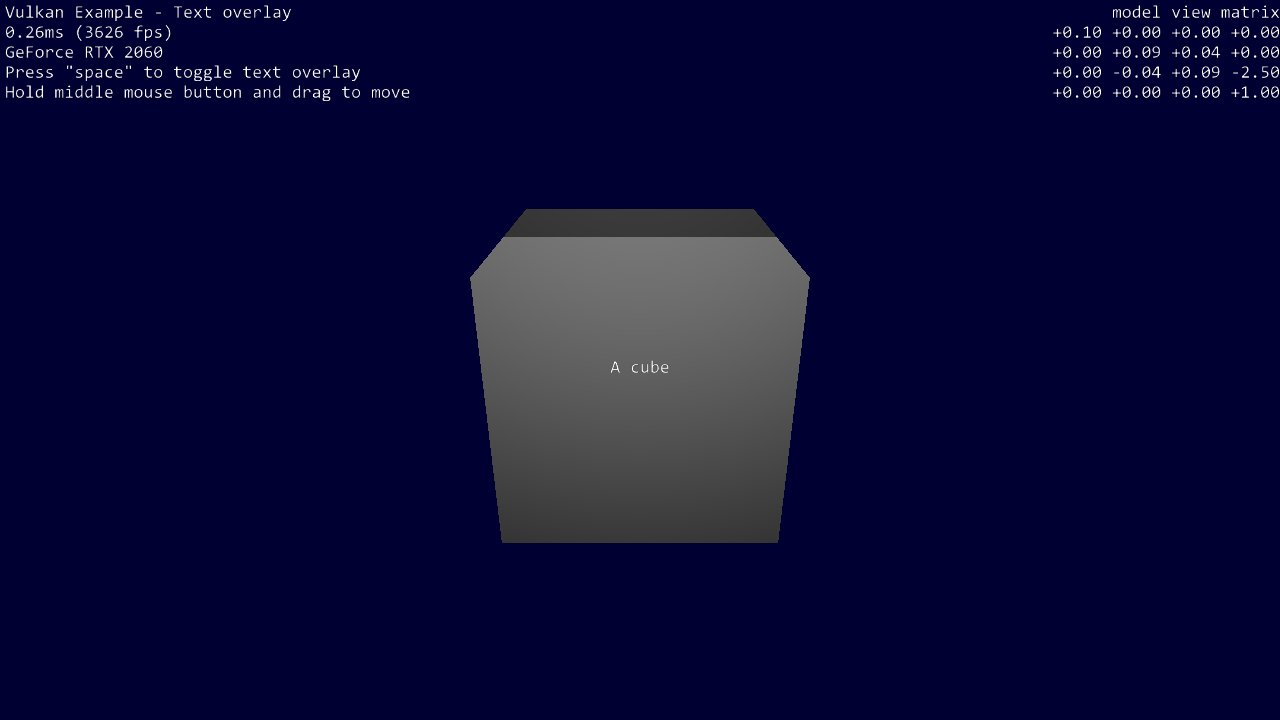 Vulkan Example - Text overlay
0.26ms (3626 fps)
GeForce RTX 2060
Press "space" to toggle text overlay
Hold middle mouse button and drag to move
model view matrix
+0.10 +0.00 +0.00 +0.00
+0.00 +0.09 +0.04 +0.00
+0.00 -0.04 +0.09 -2.50
+0.00 +0.00 +0.00 +1.00
A cube